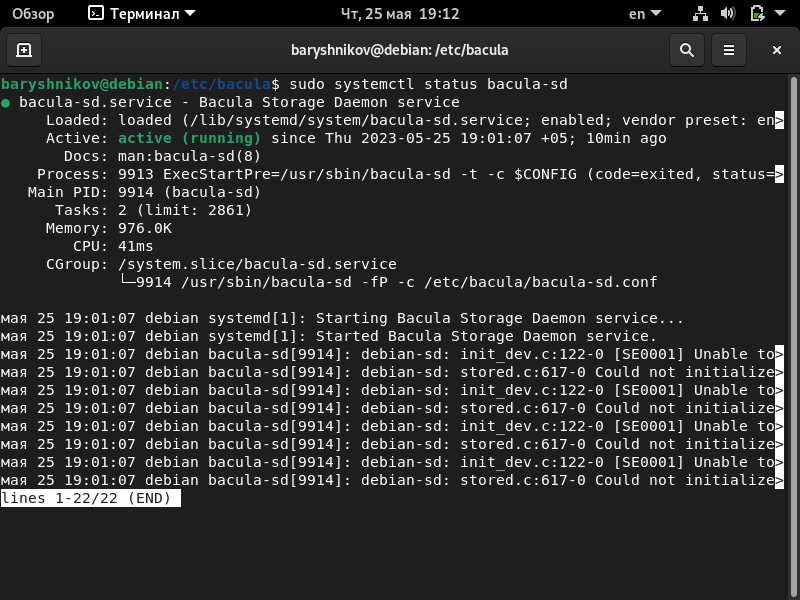 Обзор Терминал Чт, 25 мая 19:12 en
baryshnikov@debian: /etc/bacula
baryshnikov@debian:/etc/bacula$ sudo systemctl status bacula-sd
● bacula-sd.service - Bacula Storage Daemon service
Loaded: loaded (/lib/systemd/system/bacula-sd.service; enabled; vendor preset: en>
Active: active (running) since Thu 2023-05-25 19:01:07 +05; 10min ago
Docs: man:bacula-sd(8)
Process: 9913 ExecStartPre=/usr/sbin/bacula-sd -t -c $CONFIG (code=exited, status=>
Main PID: 9914 (bacula-sd)
Tasks: 2 (limit: 2861)
Memory: 976.0K
CPU: 41ms
CGroup: /system.slice/bacula-sd.service
└─9914 /usr/sbin/bacula-sd -fP -c /etc/bacula/bacula-sd.conf
мая 25 19:01:07 debian systemd[1]: Starting Bacula Storage Daemon service...
мая 25 19:01:07 debian systemd[1]: Started Bacula Storage Daemon service.
мая 25 19:01:07 debian bacula-sd[9914]: debian-sd: init_dev.c:122-0 [SE0001] Unable to>
мая 25 19:01:07 debian bacula-sd[9914]: debian-sd: stored.c:617-0 Could not initialize>
мая 25 19:01:07 debian bacula-sd[9914]: debian-sd: init_dev.c:122-0 [SE0001] Unable to>
мая 25 19:01:07 debian bacula-sd[9914]: debian-sd: stored.c:617-0 Could not initialize>
мая 25 19:01:07 debian bacula-sd[9914]: debian-sd: init_dev.c:122-0 [SE0001] Unable to>
мая 25 19:01:07 debian bacula-sd[9914]: debian-sd: stored.c:617-0 Could not initialize>
мая 25 19:01:07 debian bacula-sd[9914]: debian-sd: init_dev.c:122-0 [SE0001] Unable to>
мая 25 19:01:07 debian bacula-sd[9914]: debian-sd: stored.c:617-0 Could not initialize>
lines 1-22/22 (END)